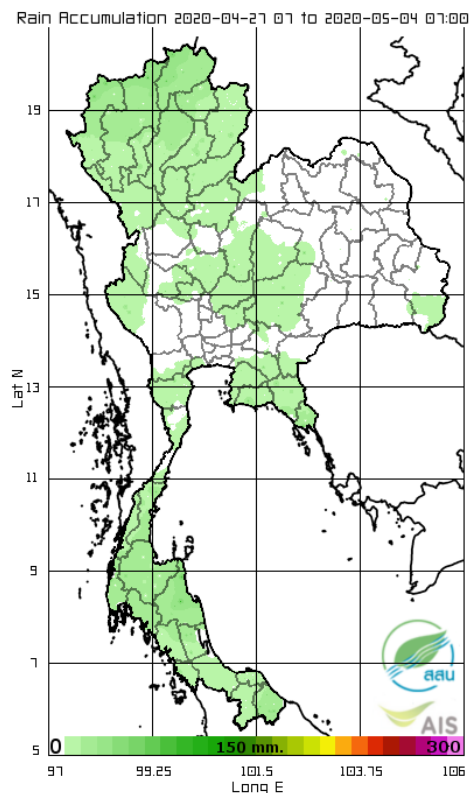 Rain Accumulation 2020-04-27 07 to 2020-05-04 07:00
19
17
15
13
11
9
7
5
Lat N
สสน
AIS
0 150 mm. 300
97 99.25 101.5 103.75 106
Long E